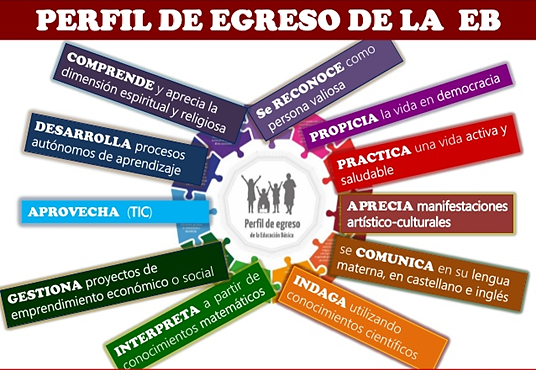 PERFIL DE EGRESO DE LA EB
COMPRENDE y aprecia la
dimensión espiritual y religiosa
Se RECONOCE como
persona valiosa
PROPICIA la vida en democracia
DESARROLLA procesos
autónomos de aprendizaje
PRACTICA una vida activa y
saludable
APROVECHA (TIC)
APRECIA manifestaciones
artístico-culturales
Perfil de egreso
de la Educación Básica
GESTIONA proyectos de
emprendimiento económico o social
se COMUNICA en su lengua
materna, en castellano e inglés
INTERPRETA a partir de
conocimientos matemáticos
INDAGA utilizando
conocimientos científicos